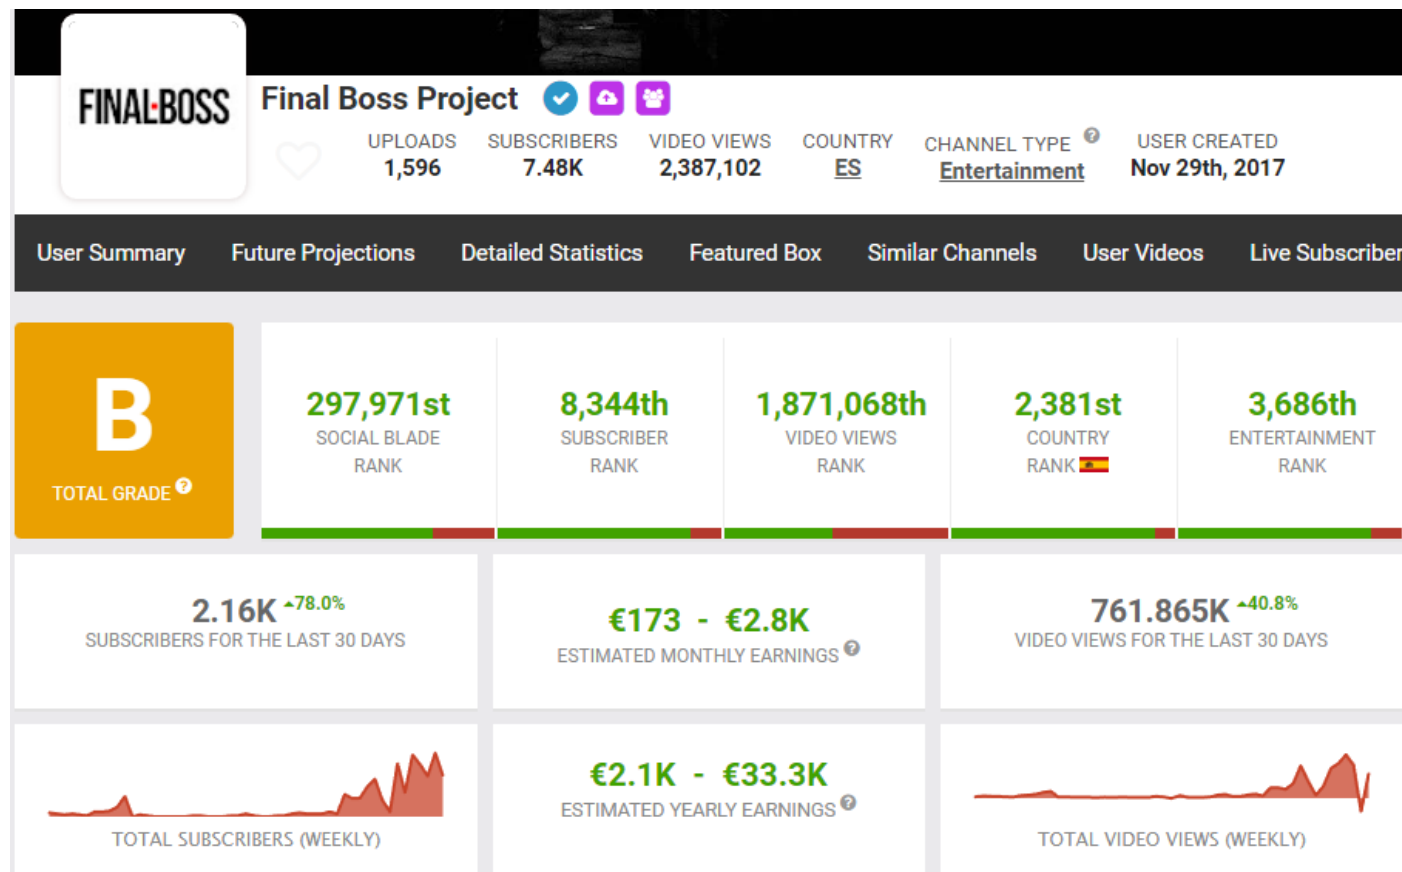 FINAL·BOSS
Final Boss Project
UPLOADS SUBSCRIBERS VIDEO VIEWS COUNTRY CHANNEL TYPE ? USER CREATED
1,596 7.48K 2,387,102 ES Entertainment Nov 29th, 2017
User Summary Future Projections Detailed Statistics Featured Box Similar Channels User Videos Live Subscriber
B
TOTAL GRADE ?
297,971st 8,344th 1,871,068th 2,381st 3,686th
SOCIAL BLADE SUBSCRIBER VIDEO VIEWS COUNTRY ENTERTAINMENT
RANK RANK RANK RANK RANK
2.16K 78.0%
SUBSCRIBERS FOR THE LAST 30 DAYS
€173 - €2.8K
ESTIMATED MONTHLY EARNINGS ?
761.865K 40.8%
VIDEO VIEWS FOR THE LAST 30 DAYS
TOTAL SUBSCRIBERS (WEEKLY)
€2.1K - €33.3K
ESTIMATED YEARLY EARNINGS ?
TOTAL VIDEO VIEWS (WEEKLY)